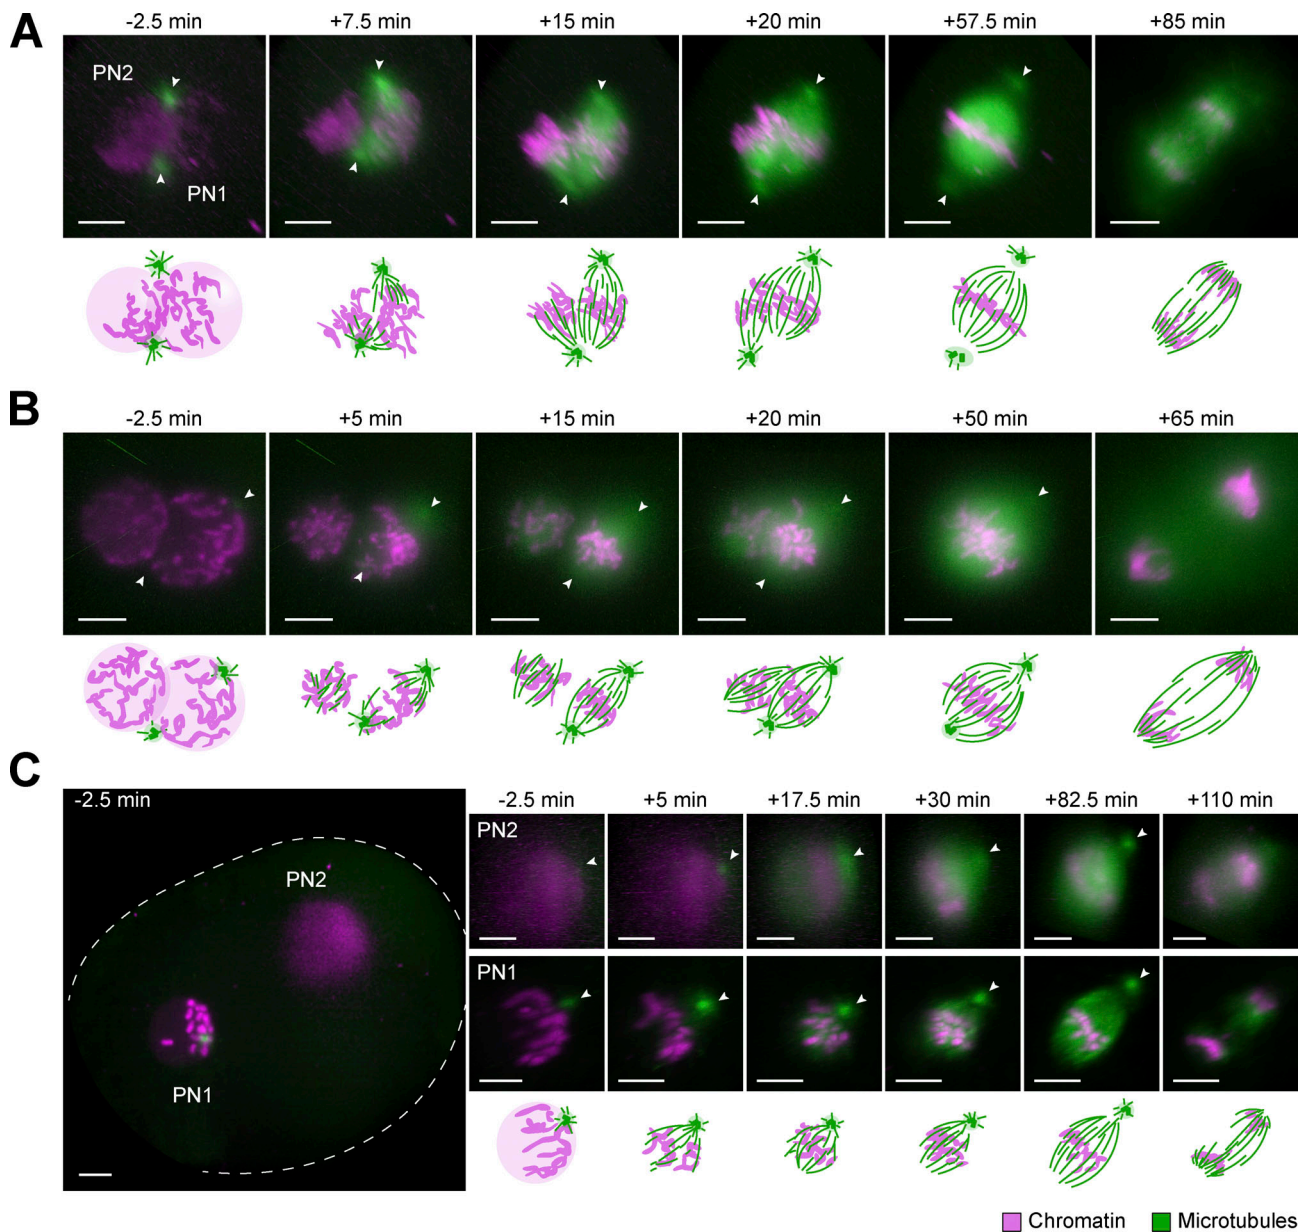 A
-2.5 min +7.5 min +15 min +20 min +57.5 min +85 min
PN2
PN1
B
-2.5 min +5 min +15 min +20 min +50 min +65 min
C
-2.5 min
PN2
PN1
-2.5 min +5 min +17.5 min +30 min +82.5 min +110 min
PN2
PN1
Chromatin Microtubules